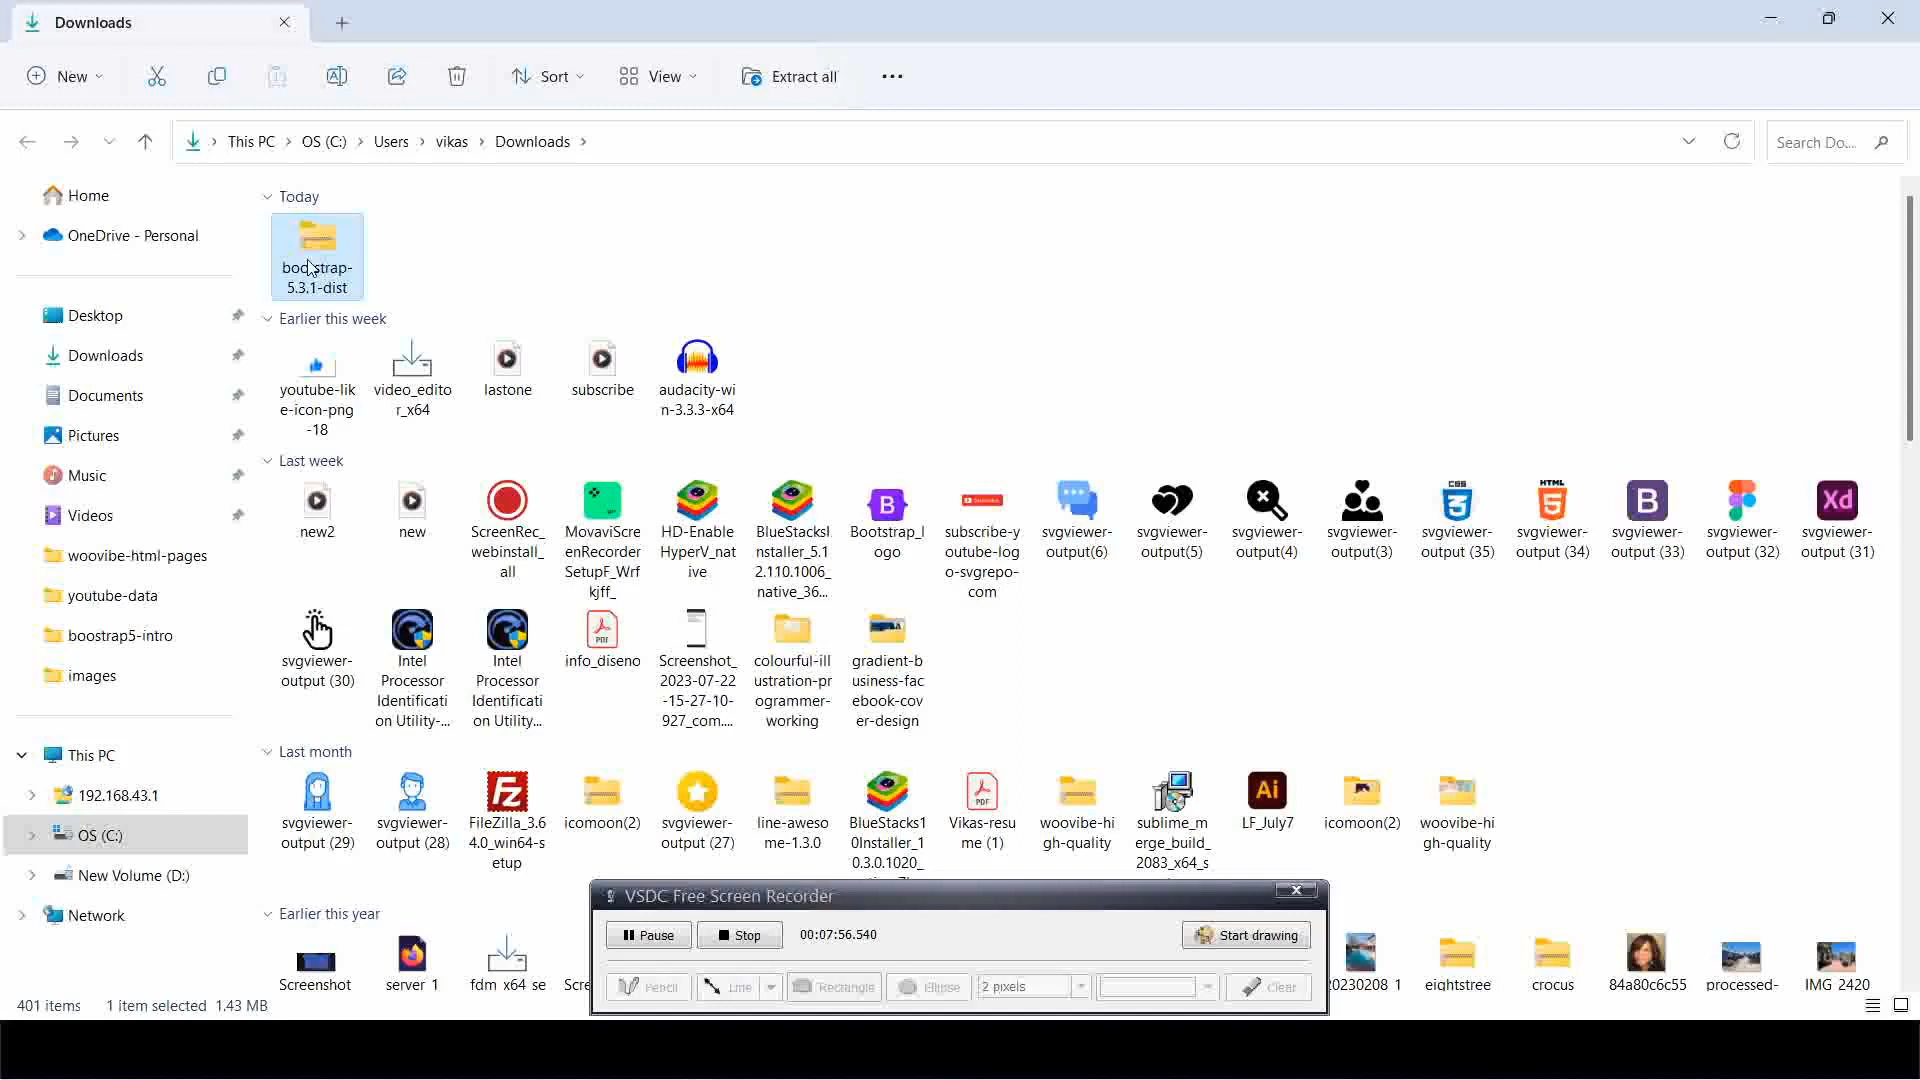 Downloads
New
Sort
View
Extract all
This PC
OS (C:)
Users
vikas
Downloads
Search Do...
Home
OneDrive - Personal
Desktop
Downloads
Documents
Pictures
Music
Videos
woovibe-html-pages
youtube-data
boostrap5-intro
images
This PC
192.168.43.1
OS (C:)
New Volume (D:)
Network
Today
bootstrap-
5.3.1-dist
Earlier this week
youtube-lik
e-icon-png
-18
video_edito
r_x64
lastone
subscribe
audacity-wi
n-3.3.3-x64
Last week
new2
new
ScreenRec_
webinstall_
all
MovaviScre
enRecorder
SetupF_Wrf
kjff_
HD-Enable
HyperV_nat
ive
BlueStacksI
nstaller_5.1
2.110.1006_
native_36...
Bootstrap_l
ogo
Subscribe
subscribe-y
outube-log
o-svgrepo-
com
svgviewer-
output(6)
svgviewer-
output(5)
svgviewer-
output(4)
svgviewer-
output(3)
CSS
svgviewer-
output (35)
HTML
svgviewer-
output (34)
B
svgviewer-
output (33)
svgviewer-
output (32)
Xd
svgviewer-
output (31)
svgviewer-
output (30)
Intel
Processor
Identificati
on Utility-...
Intel
Processor
Identificati
on Utility...
PDF
info_diseno
Screenshot_
2023-07-22
-15-27-10-
927_com....
colourful-ill
ustration-pr
ogrammer-
working
gradient-b
usiness-fac
ebook-cov
er-design
Last month
svgviewer-
output (29)
svgviewer-
output (28)
Fz
FileZilla_3.6
4.0_win64-s
etup
icomoon(2)
svgviewer-
output (27)
line-aweso
me-1.3.0
BlueStacks1
0Installer_1
0.3.0.1020_
PDF
Vikas-resu
me (1)
woovibe-hi
gh-quality
sublime_m
erge_build_
2083_x64_s
Ai
LF_July7
icomoon(2)
woovibe-hi
gh-quality
Earlier this year
Screenshot
server 1
fdm x64 se
Scre
20230208 1
eightstree
crocus
84a80c6c55
processed-
IMG 2420
VSDC Free Screen Recorder
Pause
Stop
00:07:56.540
Start drawing
Pencil
Line
Rectangle
Ellipse
2 pixels
Clear
401 items
1 item selected 1.43 MB